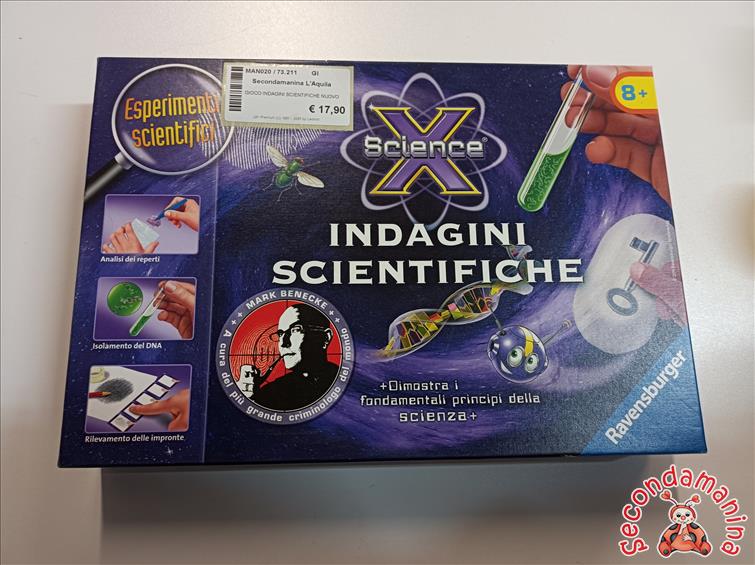 MAN020 / 73.211 GI
Secondamanina L'Aquila
GIOCO INDAGINI SCIENTIFICHE NUOVO
€ 17,90
Esperimenti
scientifici
8+
Science X
INDAGINI
SCIENTIFICHE
Analisi dei reperti
Isolamento del DNA
Rilevamento delle impronte
++ MARK BENECKE ++
A cura del più grande criminologo del mondo
+Dimostra i
fondamentali principi della
scienza+
Ravensburger
Secondamanina